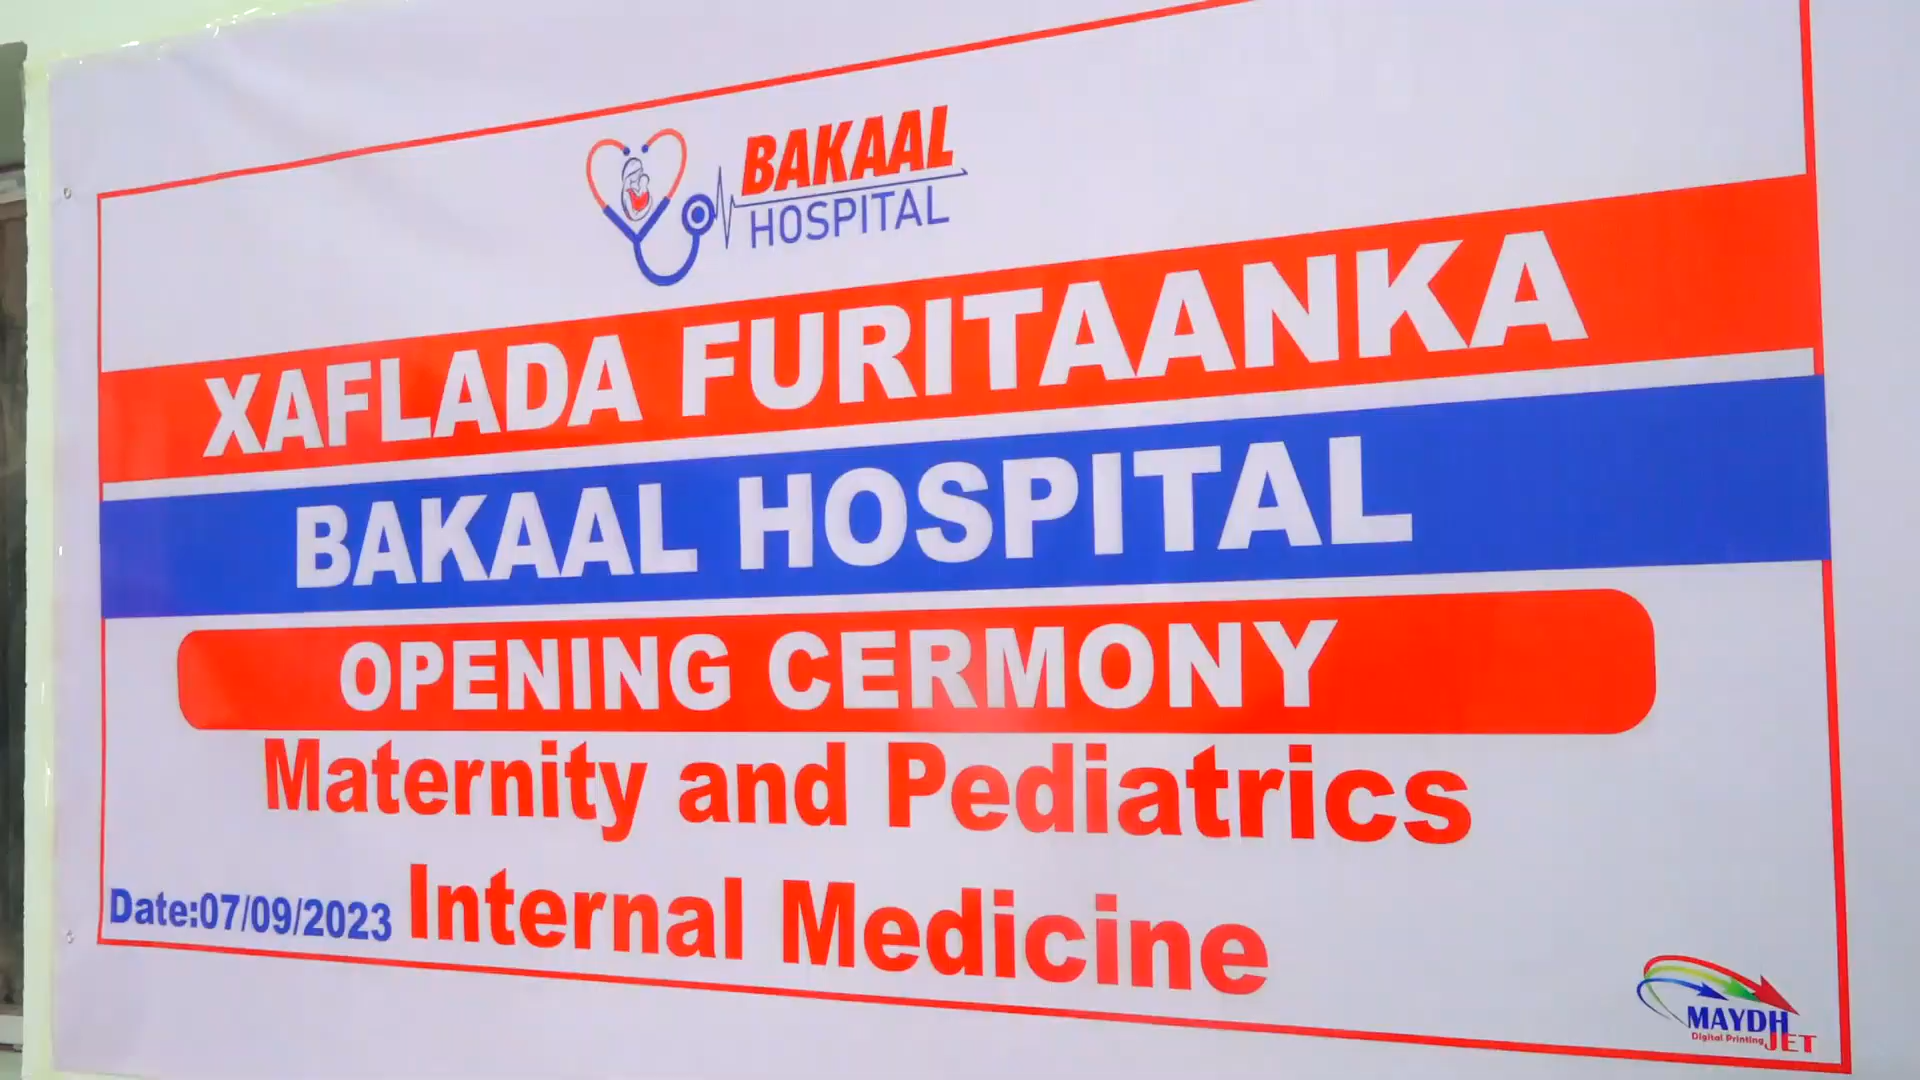 BAKAAL
HOSPITAL
XAFLADA FURITAANKA
BAKAAL HOSPITAL
OPENING CERMONY
Maternity and Pediatrics
Date:07/09/2023 Internal Medicine
MAYDH
Digital Printing JET